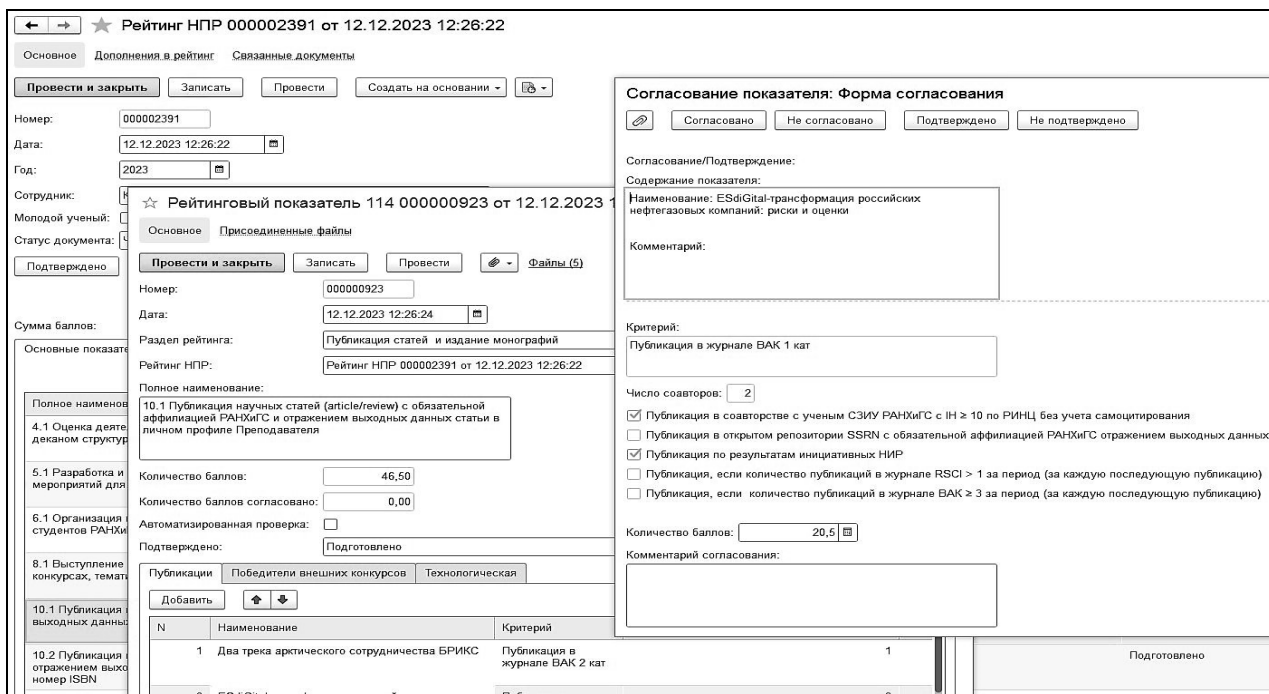 Рейтинг НПР 000002391 от 12.12.2023 12:26:22
Основное Дополнения в рейтинг Связанные документы
Провести и закрыть Записать Провести Создать на основании
Номер: 000002391
Дата: 12.12.2023 12:26:22
Год: 2023
Сотрудник:
Молодой ученый:
Статус документа:
Подтверждено
Сумма баллов:
Основные показате
Полное наименов
4.1 Оценка деяте
деканом структур
5.1 Разработка и
мероприятий для
6.1 Организация
студентов РАНХи
8.1 Выступление
конкурсах, темат
10.1 Публикация
выходных данны
10.2 Публикация
отражением выхо
номер ISBN
Рейтинговый показатель 114 000000923 от 12.12.2023 1
Основное Присоединенные файлы
Провести и закрыть Записать Провести Файлы (5)
Номер: 000000923
Дата: 12.12.2023 12:26:24
Раздел рейтинга: Публикация статей и издание монографий
Рейтинг НПР: Рейтинг НПР 000002391 от 12.12.2023 12:26:22
Полное наименование:
10.1 Публикация научных статей (article/review) с обязательной
аффилиацией РАНХиГС и отражением выходных данных статьи в
личном профиле Преподавателя
Количество баллов: 46,50
Количество баллов согласовано: 0,00
Автоматизированная проверка:
Подтверждено: Подготовлено
Публикации Победители внешних конкурсов Технологическая
Добавить
N Наименование Критерий
1 Два трека арктического сотрудничества БРИКС Публикация в 1
журнале ВАК 2 кат
Согласование показателя: Форма согласования
Согласовано Не согласовано Подтверждено Не подтверждено
Согласование/Подтверждение:
Содержание показателя:
Наименование: ESdiGital-трансформация российских
нефтегазовых компаний: риски и оценки
Комментарий:
Критерий:
Публикация в журнале ВАК 1 кат
Число соавторов: 2
Публикация в соавторстве с ученым СЗИУ РАНХиГС с IH ≥ 10 по РИНЦ без учета самоцитирования
Публикация в открытом репозитории SSRN с обязательной аффилиацией РАНХиГС отражением выходных данных
Публикация по результатам инициативных НИР
Публикация, если количество публикаций в журнале RSCI > 1 за период (за каждую последующую публикацию)
Публикация, если количество публикаций в журнале ВАК ≥ 3 за период (за каждую последующую публикацию)
Количество баллов: 20,5
Комментарий согласования:
Подготовлено